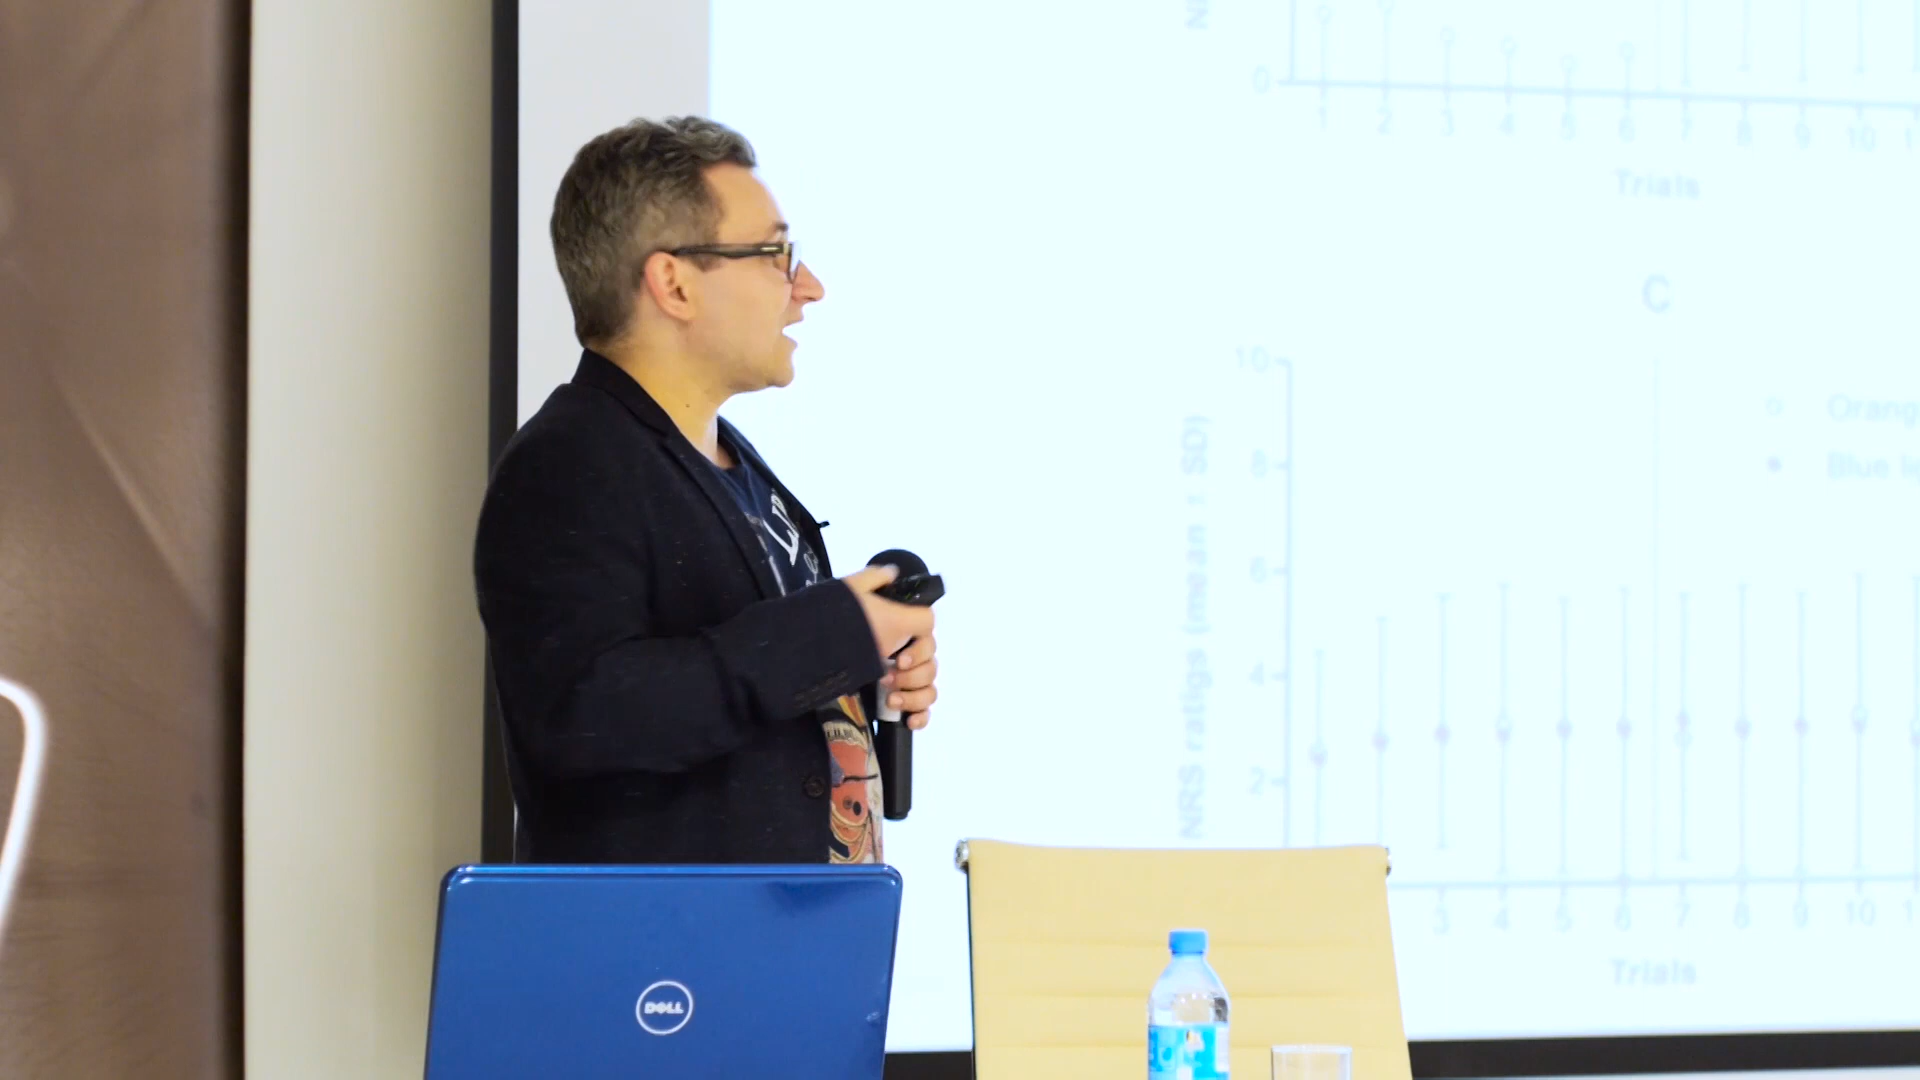 0
1 2 3 4 5 6 7 8 9 10
Trials
C
10
8
6
4
2
NRS ratigs (mean ± SD)
Orang
Blue
3 4 5 6 7 8 9 10
Trials
DELL